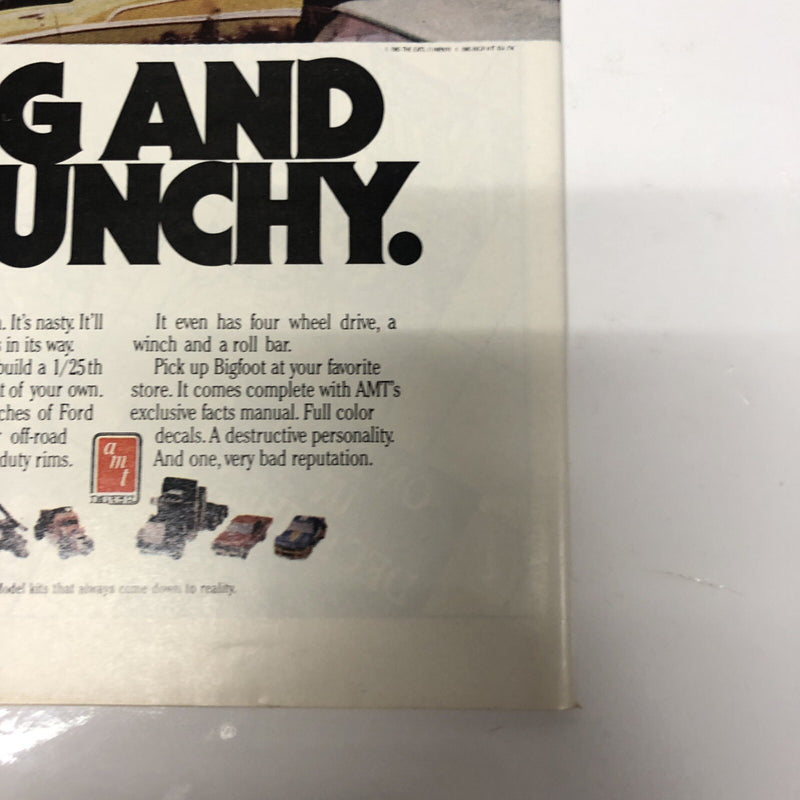 G AND
UNCHY.
. It's nasty. It'll
in its way.
build a 1/25th
t of your own.
ches of Ford
off-road
duty rims.
It even has four wheel drive, a
winch and a roll bar.
Pick up Bigfoot at your favorite
store. It comes complete with AMT's
exclusive facts manual. Full color
decals. A destructive personality.
And one, very bad reputation.
amt
Model kits that always come down to reality.